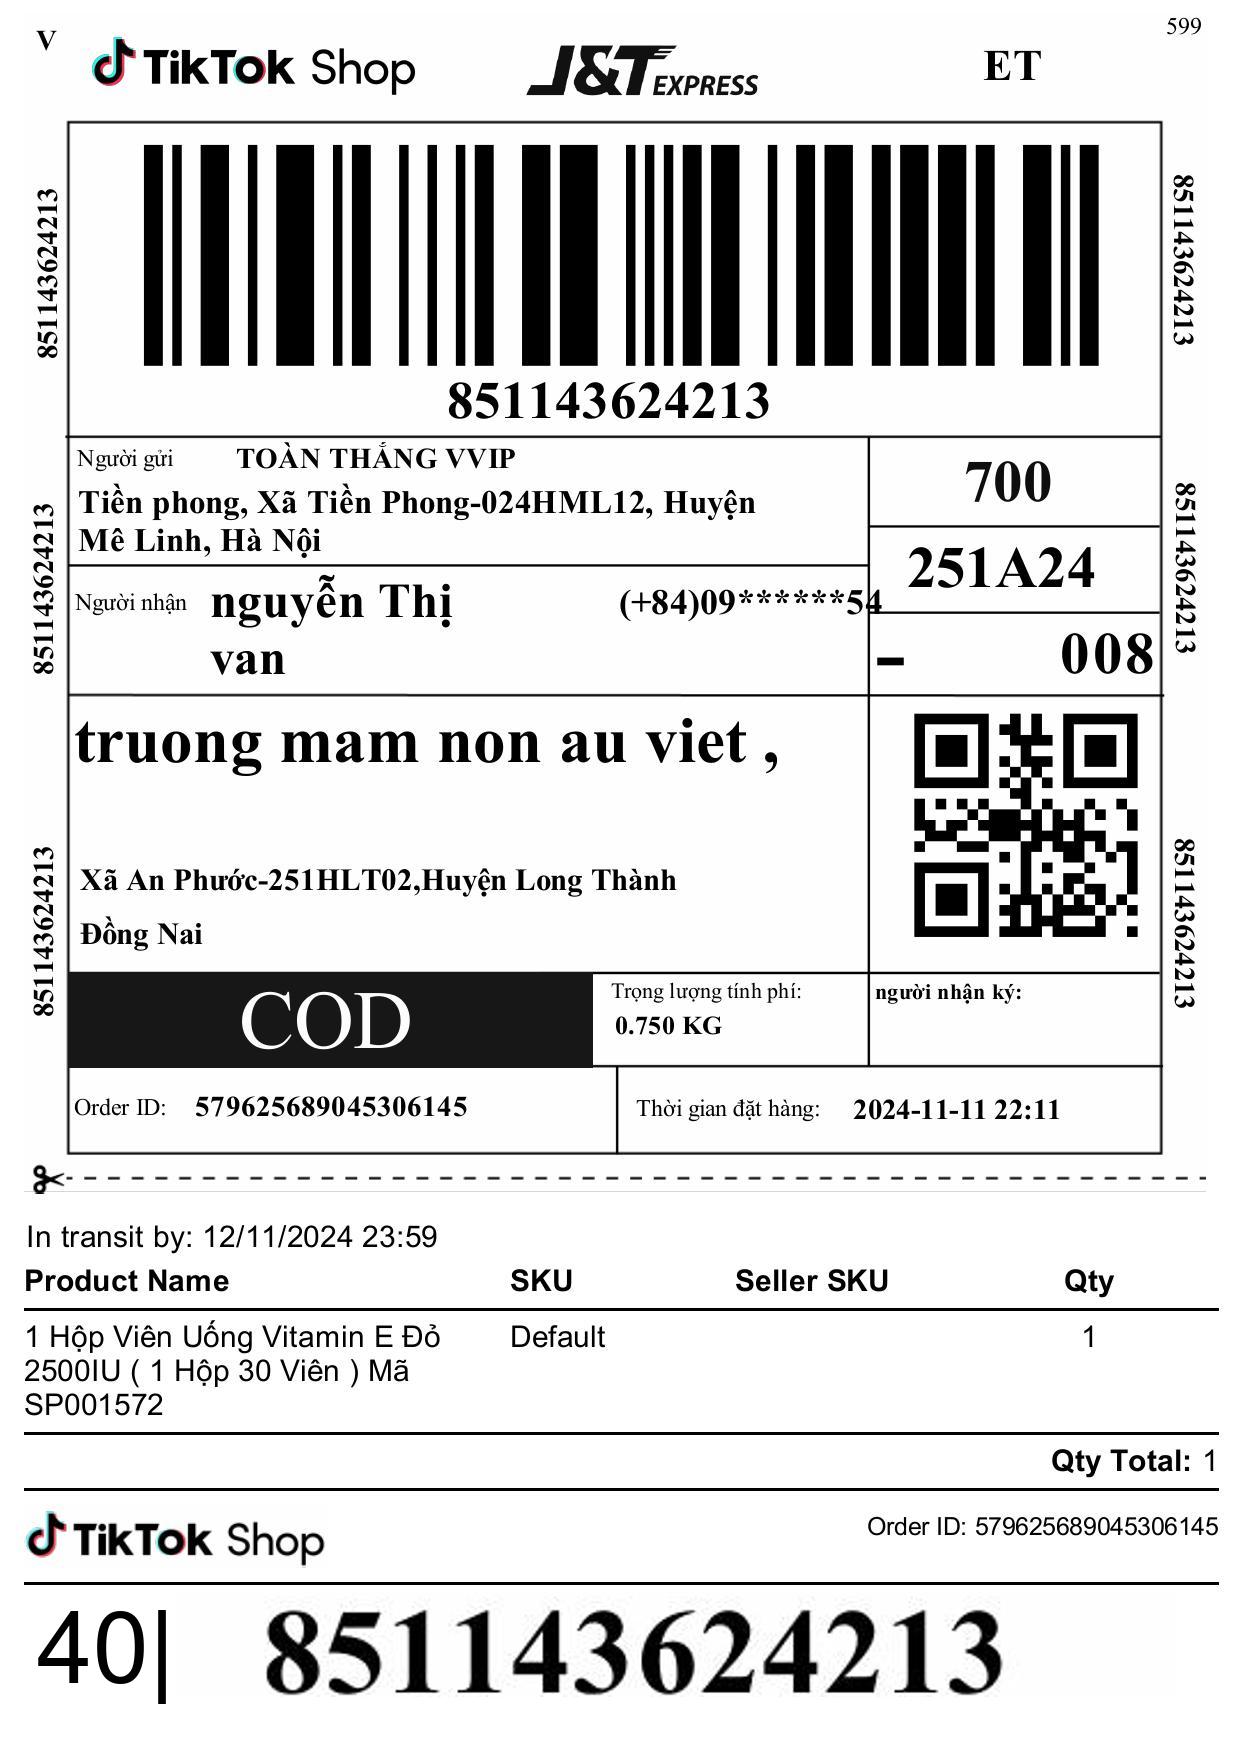 V
TikTok Shop
J&T EXPRESS
ET
599
851143624213
851143624213
851143624213
Người gửi TOÀN THẮNG VVIP
Tiền phong, Xã Tiền Phong-024HML12, Huyện
Mê Linh, Hà Nội
700
251A24
- 008
Người nhận nguyễn Thị (+84)09******54
van
851143624213
851143624213
truong mam non au viet ,
Xã An Phước-251HLT02,Huyện Long Thành
Đồng Nai
851143624213
851143624213
COD
Trọng lượng tính phí:
0.750 KG
người nhận ký:
Order ID: 579625689045306145
Thời gian đặt hàng: 2024-11-11 22:11
In transit by: 12/11/2024 23:59
Product Name SKU Seller SKU Qty
1 Hộp Viên Uống Vitamin E Đỏ Default 1
2500IU ( 1 Hộp 30 Viên ) Mã
SP001572
Qty Total: 1
TikTok Shop
Order ID: 579625689045306145
40| 851143624213